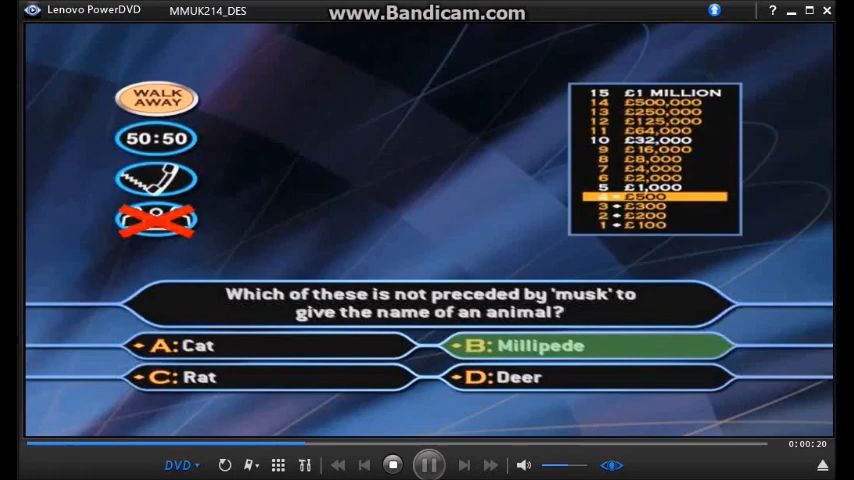 Lenovo PowerDVD
MMUK214_DES
www.Bandicam.com
?
WALK
AWAY
50:50
15 £1 MILLION
14 £500,000
13 £250,000
12 £125,000
11 £64,000
10 £32,000
9 £16,000
8 £8,000
7 £4,000
6 £2,000
5 £1,000
4 £500
3 £300
2 £200
1 £100
Which of these is not preceded by 'musk' to
give the name of an animal?
A: Cat
B: Millipede
C: Rat
D: Deer
0:00:20
DVD